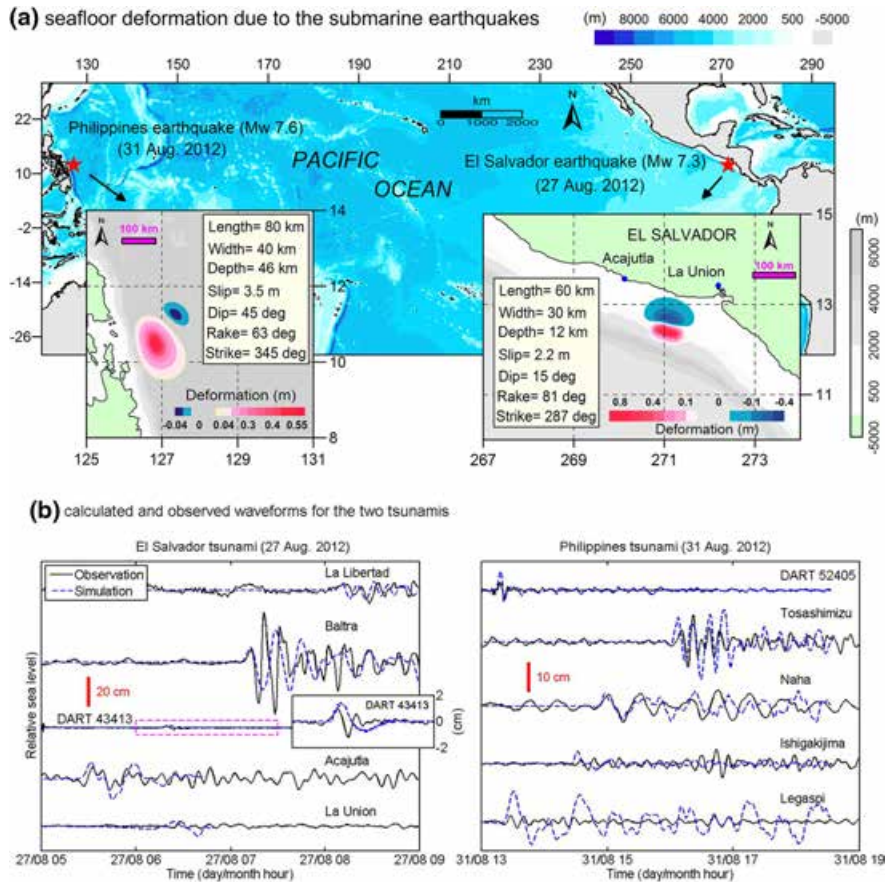 (a) seafloor deformation due to the submarine earthquakes
(m) 8000 6000 4000 2000 500 -5000
130 150 170 190 210 230 250 270 290
22
10
-2
-14
-26
km
0 1000 2000
N
Philippines earthquake (Mw 7.6)
(31 Aug. 2012)
PACIFIC
OCEAN
El Salvador earthquake (Mw 7.3)
(27 Aug. 2012)
N
100 km
Length= 80 km
Width= 40 km
Depth= 46 km
Slip= 3.5 m
Dip= 45 deg
Rake= 63 deg
Strike= 345 deg
Deformation (m)
-0.04 0 0.04 0.3 0.4 0.55
14
12
10
8
125 127 129 131
EL SALVADOR
Acajutla
La Union
N
100 km
Length= 60 km
Width= 30 km
Depth= 12 km
Slip= 2.2 m
Dip= 15 deg
Rake= 81 deg
Strike= 287 deg
0.8 0.4 0.1 0 -0.1 -0.4
Deformation (m)
15
13
11
267 269 271 273
(m)
6000
4000
2000
500
-5000
(b) calculated and observed waveforms for the two tsunamis
El Salvador tsunami (27 Aug. 2012)
Observation
Simulation
La Libertad
Baltra
20 cm
DART 43413
DART 43413
2
0
-2
(cm)
Acajutla
La Union
Relative sea level)
27/08 05 27/08 06 27/08 07 27/08 08 27/08 09
Time (day/month hour)
Philippines tsunami (31 Aug. 2012)
DART 52405
Tosashimizu
10 cm
Naha
Ishigakijima
Legaspi
31/08 13 31/08 15 31/08 17 31/08 19
Time (day/month hour)